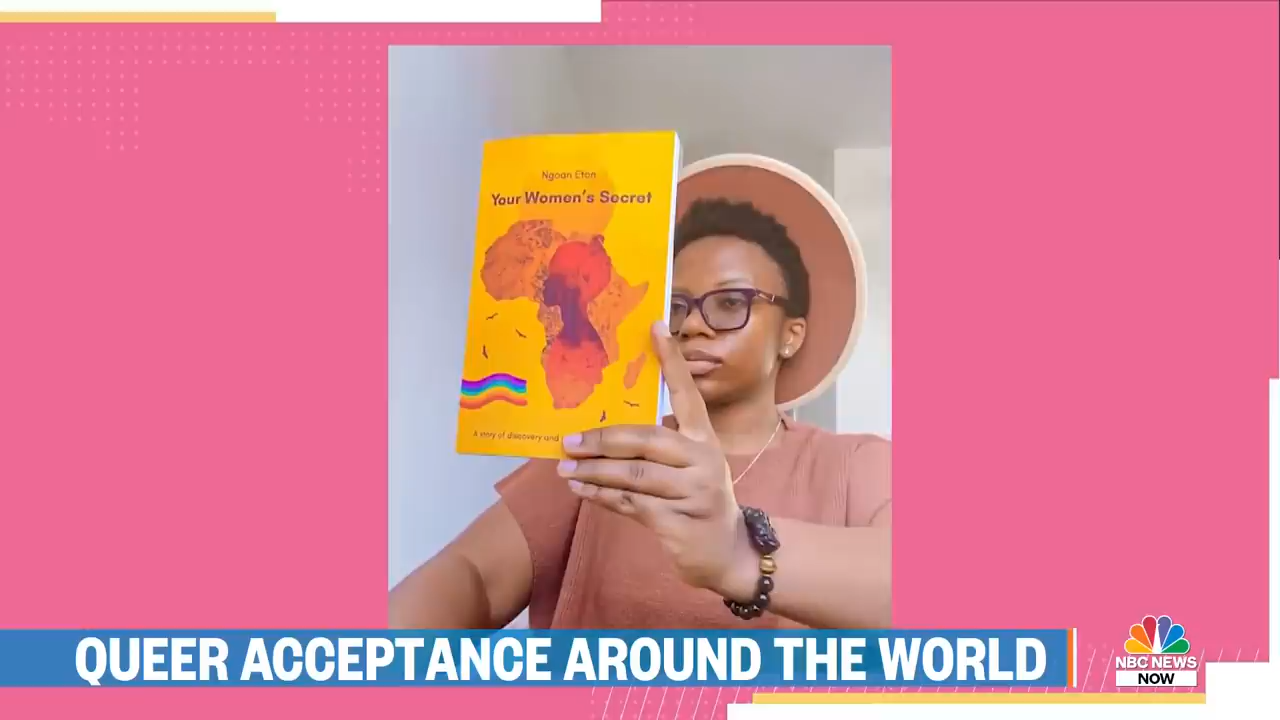 Ngoan Eton
Your Women's Secret
A story of discovery and
QUEER ACCEPTANCE AROUND THE WORLD
NBC NEWS
NOW